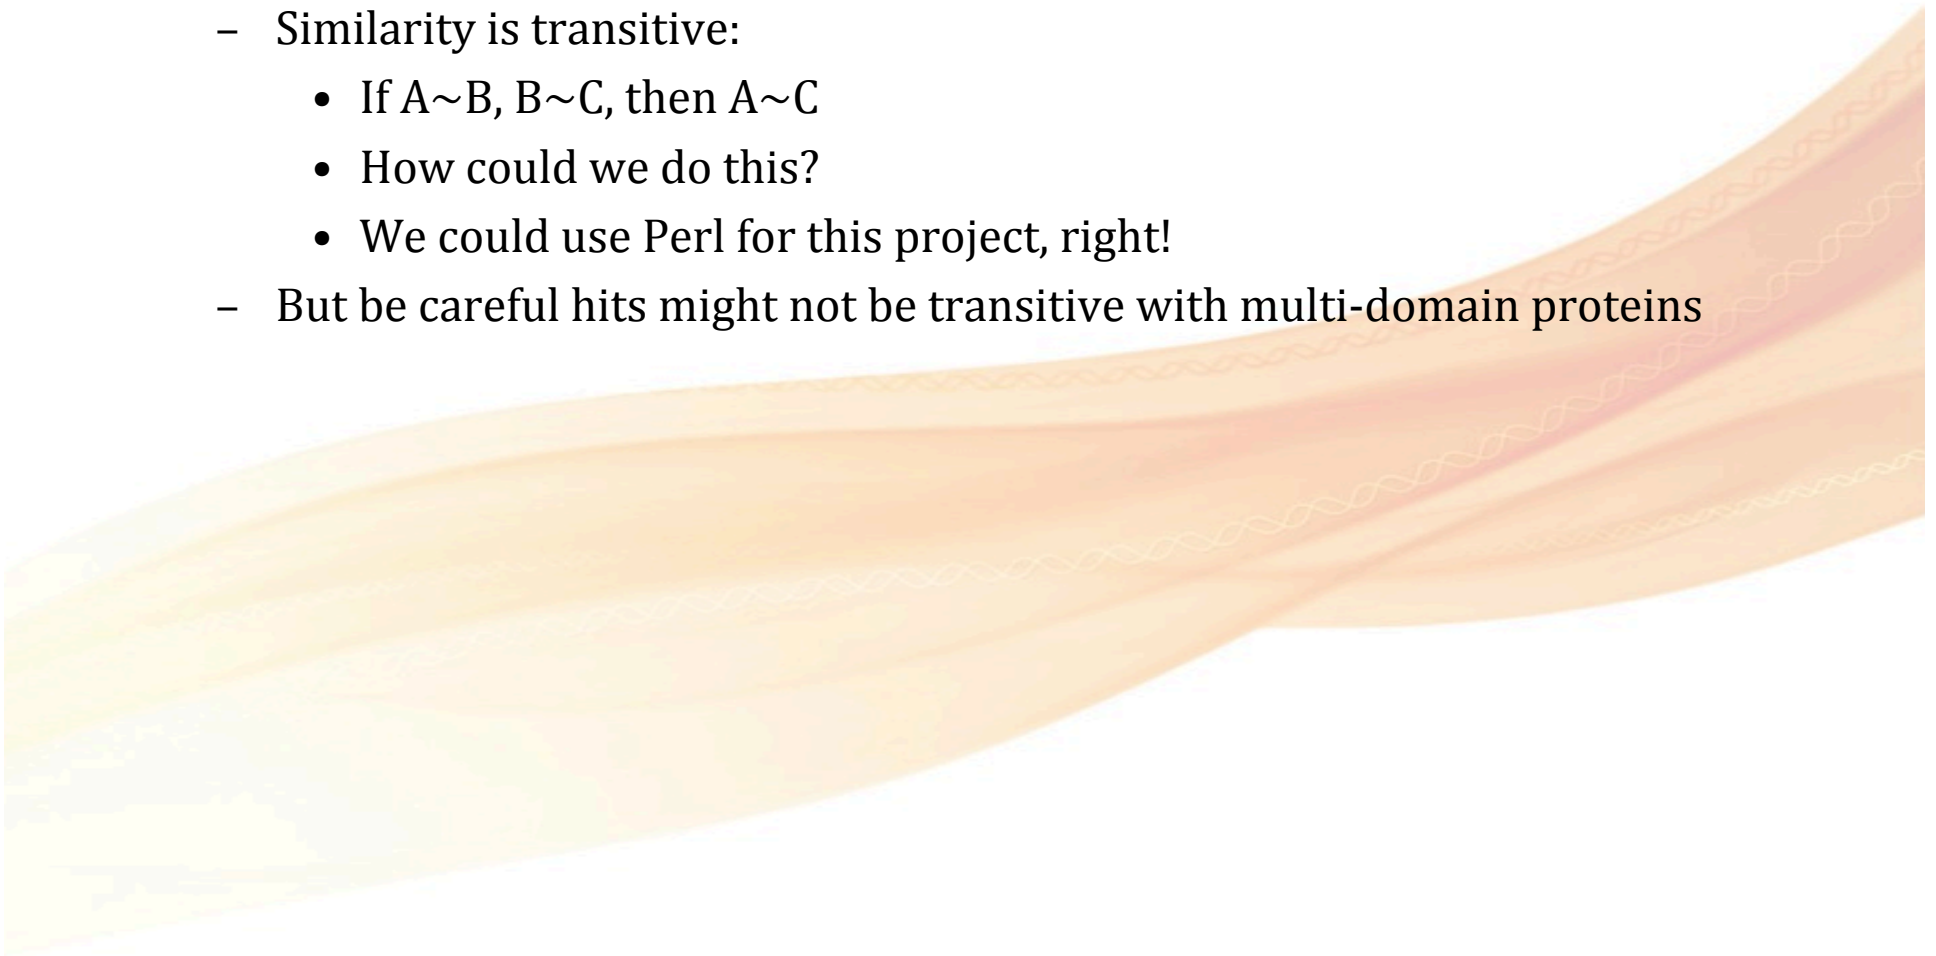 – Similarity is transitive:
• If A~B, B~C, then A~C
• How could we do this?
• We could use Perl for this project, right!
– But be careful hits might not be transitive with multi-domain proteins